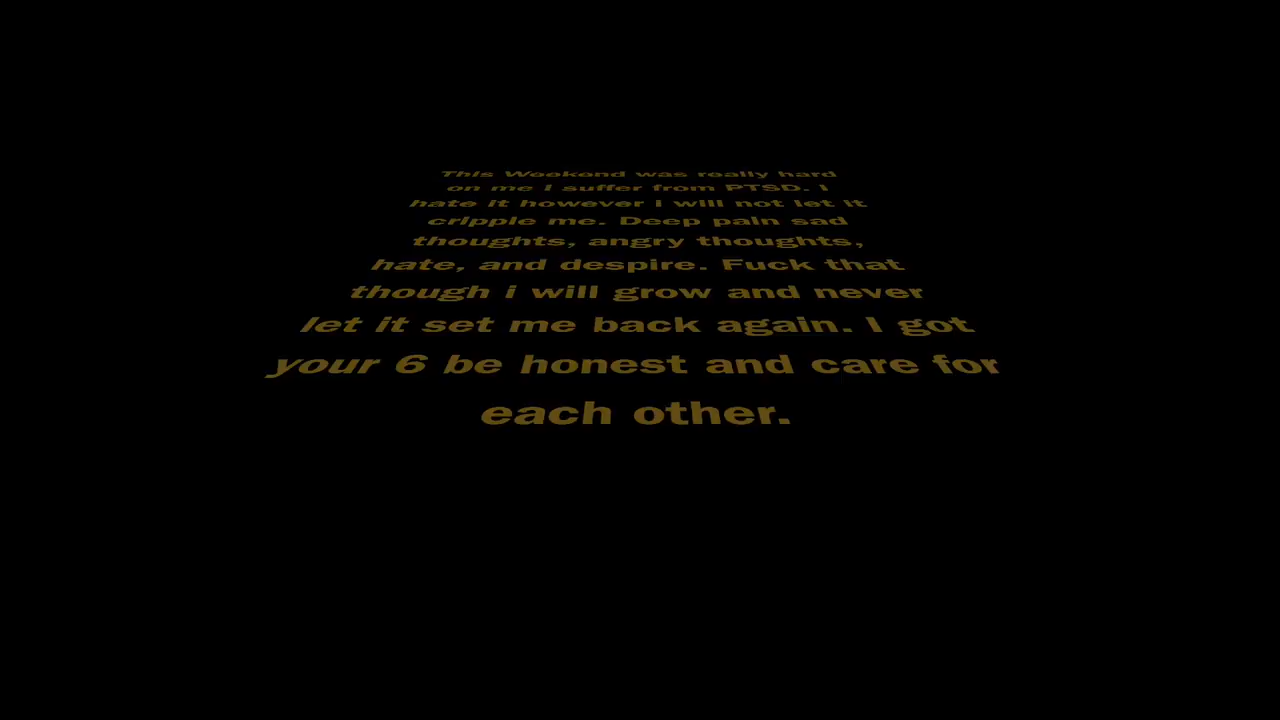 This Weekend was really hard
on me I suffer from PTSD. I
hate it however i will not let it
cripple me. Deep pain sad
thoughts, angry thoughts,
hate, and despire. Fuck that
though i will grow and never
let it set me back again. I got
your 6 be honest and care for
each other.